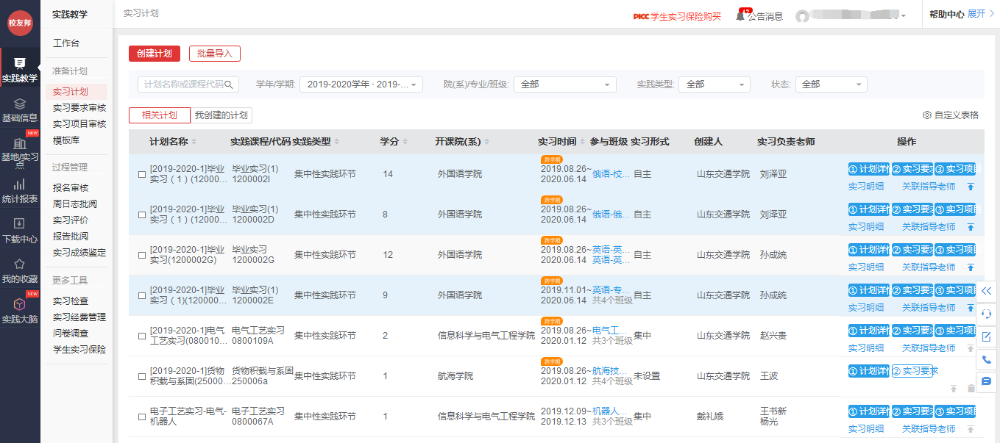 校友邦
实践教学
基础信息
NEW
基地/实习点
统计报表
下载中心
我的收藏
NEW
实践大脑
实践教学
工作台
准备计划
实习计划
实习要求审核
实习项目审核
模板库
过程管理
报名审核
周日志批阅
实习评价
报告批阅
实习成绩鉴定
更多工具
实习检查
实习经费管理
问卷调查
学生实习保险
实习计划
PICC 学生实习保险购买 42 公告消息 帮助中心 展开
创建计划 批量导入
计划名称或课程代码 学年/学期: 2019-2020学年 · 2019-... 院(系)/专业/班级: 全部 实践类型: 全部 状态: 全部
相关计划 我创建的计划 自定义表格
计划名称 实践课程/代码 实践类型 学分 开课院(系) 实习时间 参与班级 实习形式 创建人 实习负责老师 操作
跨学期
[2019-2020-1]毕业 毕业实习(1) 2019.08.26~ ① 计划详情 ② 实习要求 ③ 实习项目
实习 ( 1 ) (12000... 1200002I 集中性实践环节 14 外国语学院 2020.06.14 俄语-校... 自主 山东交通学院 刘泽亚 实习明细 关联指导老师
跨学期
[2019-2020-1]毕业 毕业实习(1) 2019.08.26~ ① 计划详情 ② 实习要求 ③ 实习项目
实习 ( 1 ) (12000... 1200002D 集中性实践环节 8 外国语学院 2020.06.14 俄语-俄... 自主 山东交通学院 刘泽亚 实习明细 关联指导老师
跨学期
[2019-2020-1]毕业 毕业实习 2019.08.26~ 英语-英... ① 计划详情 ② 实习要求 ③ 实习项目
实习(1200002G) 1200002G 集中性实践环节 12 外国语学院 2020.06.14 英语-英... 自主 山东交通学院 孙成统 实习明细 关联指导老师
跨学期
[2019-2020-1]毕业 毕业实习(1) 2019.11.01~ 英语-专... ① 计划详情 ② 实习要求 ③ 实习项目
实习 ( 1 )(120000... 1200002E 集中性实践环节 9 外国语学院 2020.06.14 共4个班级 自主 山东交通学院 孙成统 实习明细 关联指导老师
跨学期
[2019-2020-1]电气 电气工艺实习 2019.08.26~ 电气工... ① 计划详情 ② 实习要求 ③ 实习项目
工艺实习(080010... 0800109A 集中性实践环节 2 信息科学与电气工程学院 2020.01.12 共3个班级 集中 山东交通学院 赵兴贵 实习明细 关联指导老师
跨学期
[2019-2020-1]货物 货物积载与系固 2019.08.26~ 航海技... ① 计划详情 ② 实习要求
积载与系固(25000... 250006a 集中性实践环节 1 航海学院 2020.01.12 共4个班级 未设置 山东交通学院 王波
电子工艺实习-电气- 电子工艺实习 2019.12.09~ 机器人... 王书新 ① 计划详情 ② 实习要求 ③ 实习项目
机器人 0800067A 集中性实践环节 1 信息科学与电气工程学院 2019.12.13 共3个班级 集中 戴礼娥 杨光 实习明细 关联指导老师